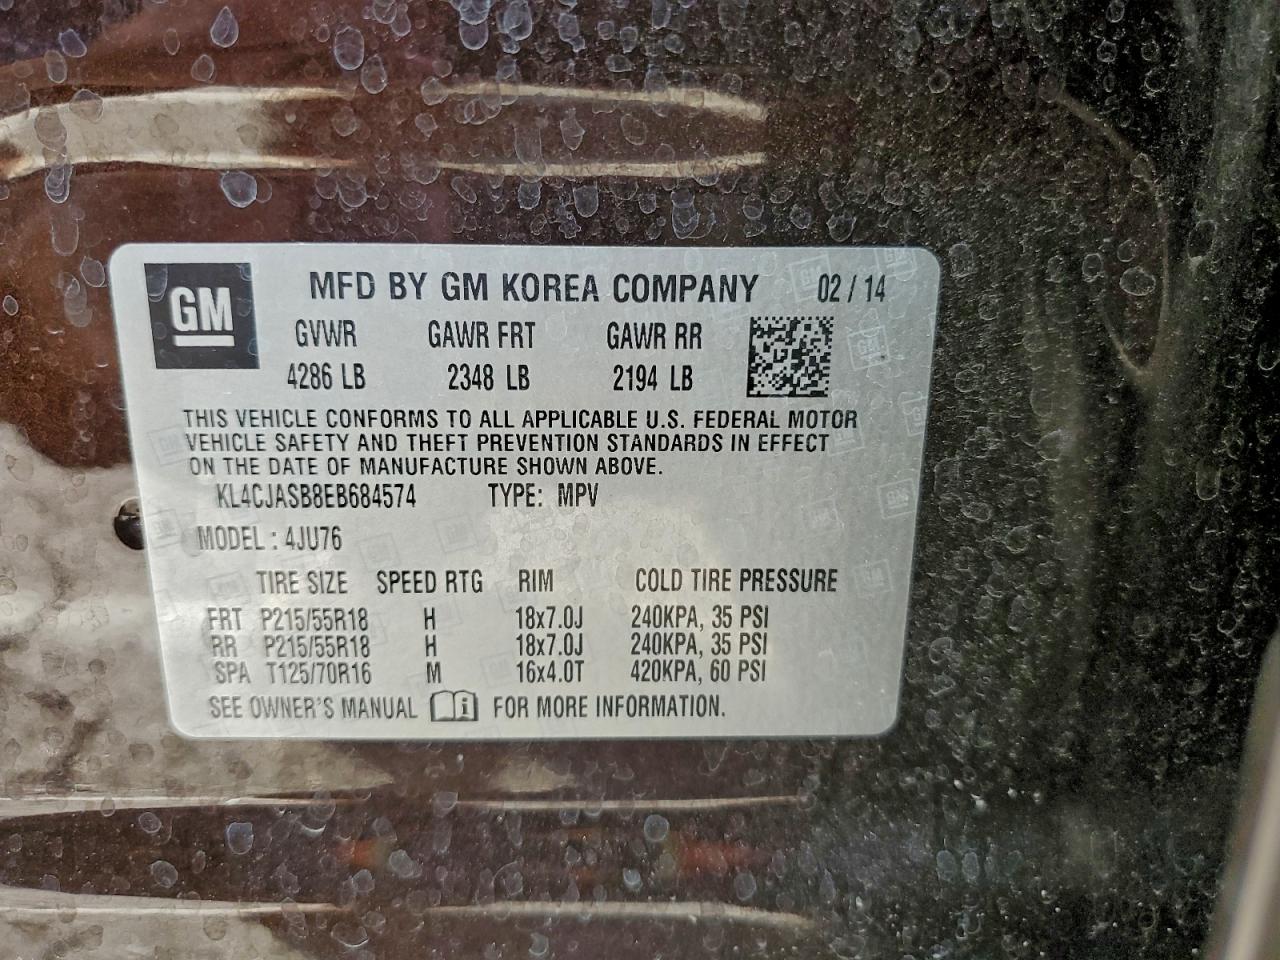 GM MFD BY GM KOREA COMPANY 02 / 14
GVWR GAWR FRT GAWR RR
4286 LB 2348 LB 2194 LB
THIS VEHICLE CONFORMS TO ALL APPLICABLE U.S. FEDERAL MOTOR
VEHICLE SAFETY AND THEFT PREVENTION STANDARDS IN EFFECT
ON THE DATE OF MANUFACTURE SHOWN ABOVE.
KL4CJASB8EB684574 TYPE: MPV
MODEL : 4JU76
TIRE SIZE SPEED RTG RIM COLD TIRE PRESSURE
FRT P215/55R18 H 18x7.0J 240KPA, 35 PSI
RR P215/55R18 H 18x7.0J 240KPA, 35 PSI
SPA T125/70R16 M 16x4.0T 420KPA, 60 PSI
SEE OWNER'S MANUAL i FOR MORE INFORMATION.